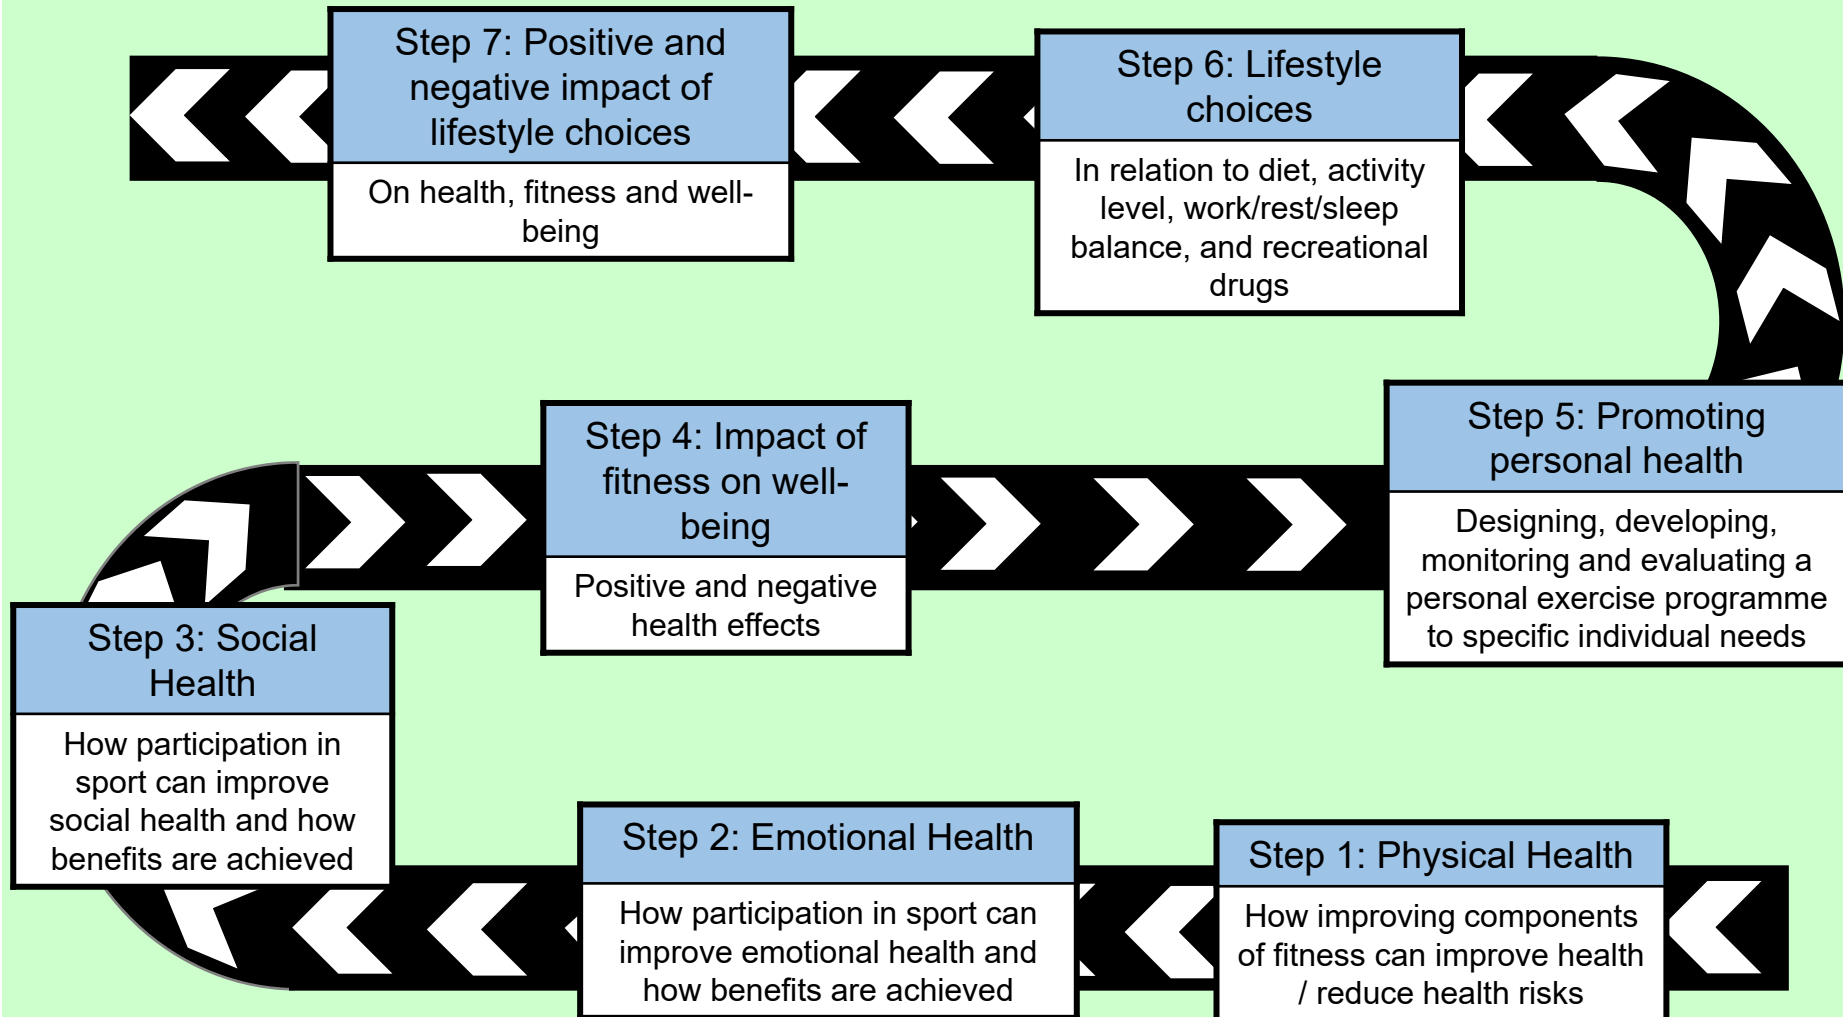 Step 7: Positive and
negative impact of
lifestyle choices
On health, fitness and well-
being
Step 6: Lifestyle
choices
In relation to diet, activity
level, work/rest/sleep
balance, and recreational
drugs
Step 4: Impact of
fitness on well-
being
Positive and negative
health effects
Step 5: Promoting
personal health
Designing, developing,
monitoring and evaluating a
personal exercise programme
to specific individual needs
Step 3: Social
Health
How participation in
sport can improve
social health and how
benefits are achieved
Step 2: Emotional Health
How participation in sport can
improve emotional health and
how benefits are achieved
Step 1: Physical Health
How improving components
of fitness can improve health
/ reduce health risks